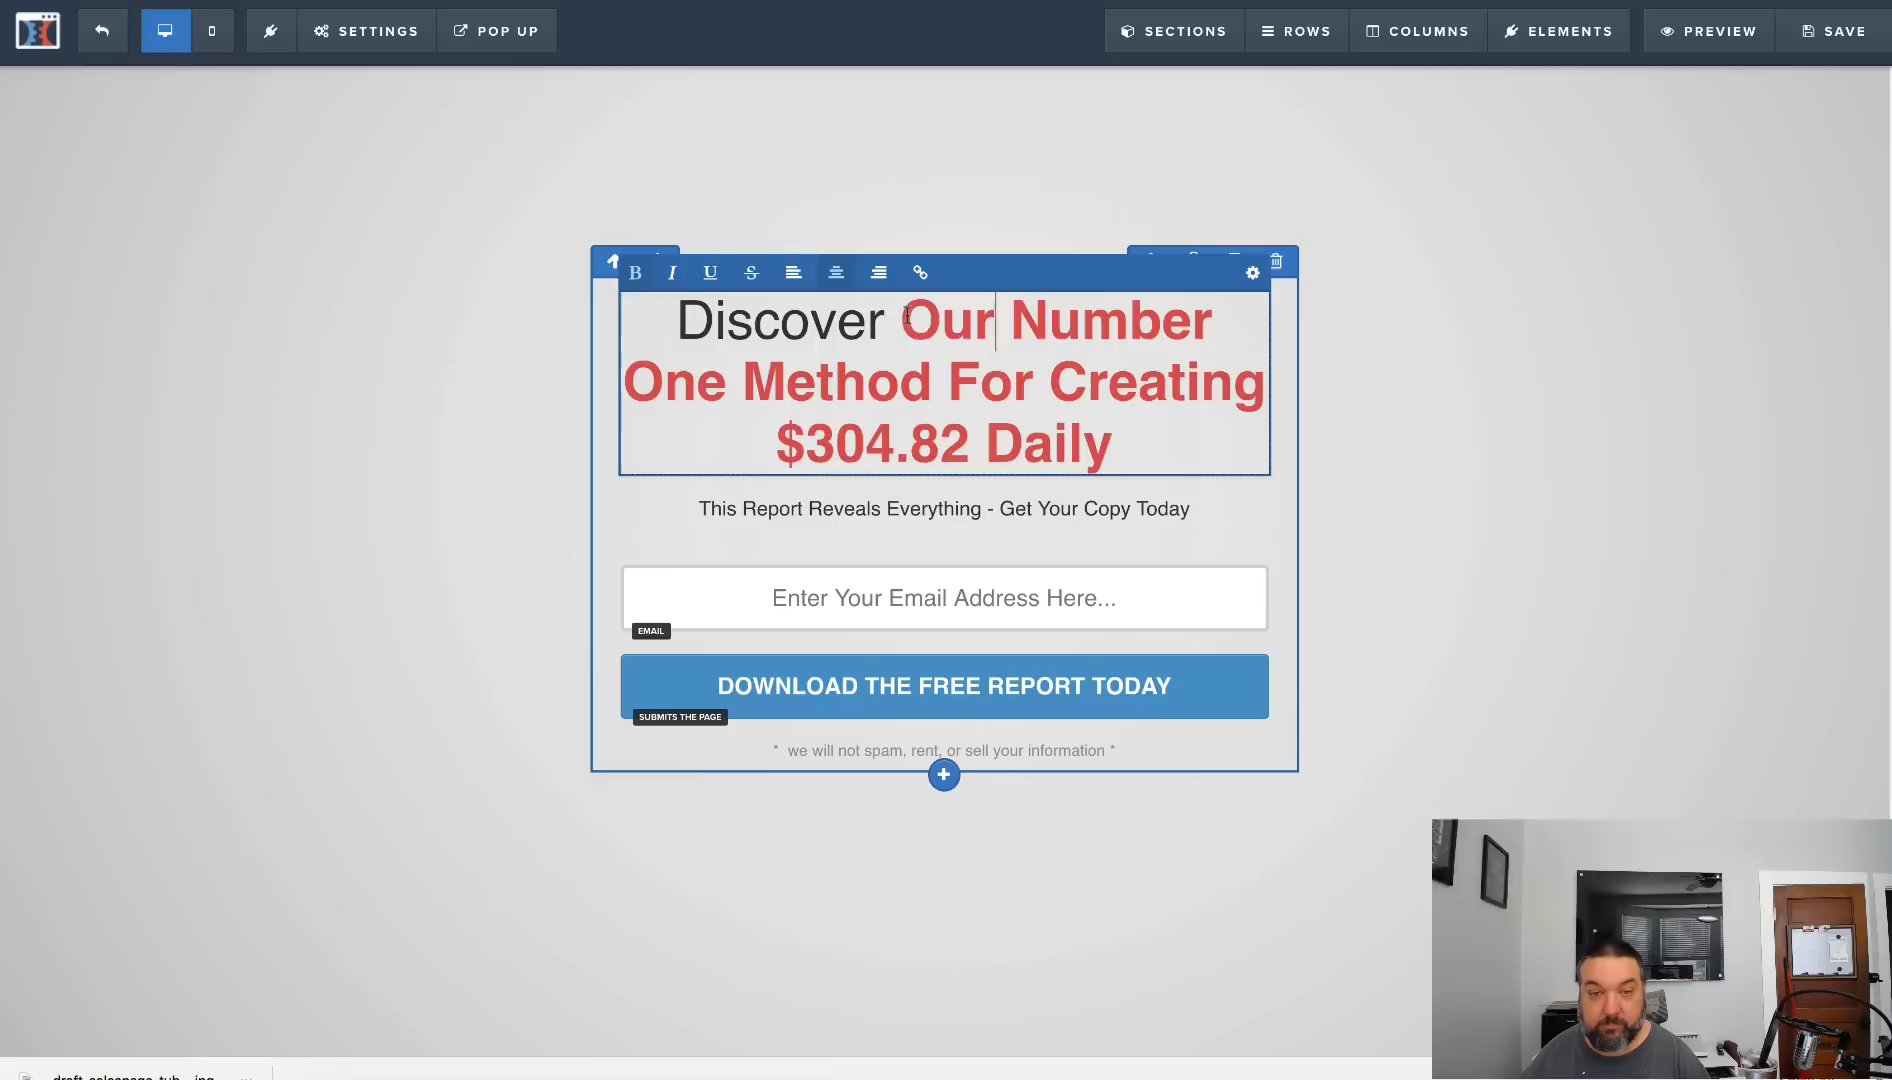 SETTINGS
POP UP
SECTIONS
ROWS
COLUMNS
ELEMENTS
PREVIEW
SAVE
B I U S
Discover Our Number
One Method For Creating
$304.82 Daily
This Report Reveals Everything - Get Your Copy Today
Enter Your Email Address Here...
EMAIL
DOWNLOAD THE FREE REPORT TODAY
SUBMITS THE PAGE
* we will not spam, rent, or sell your information *